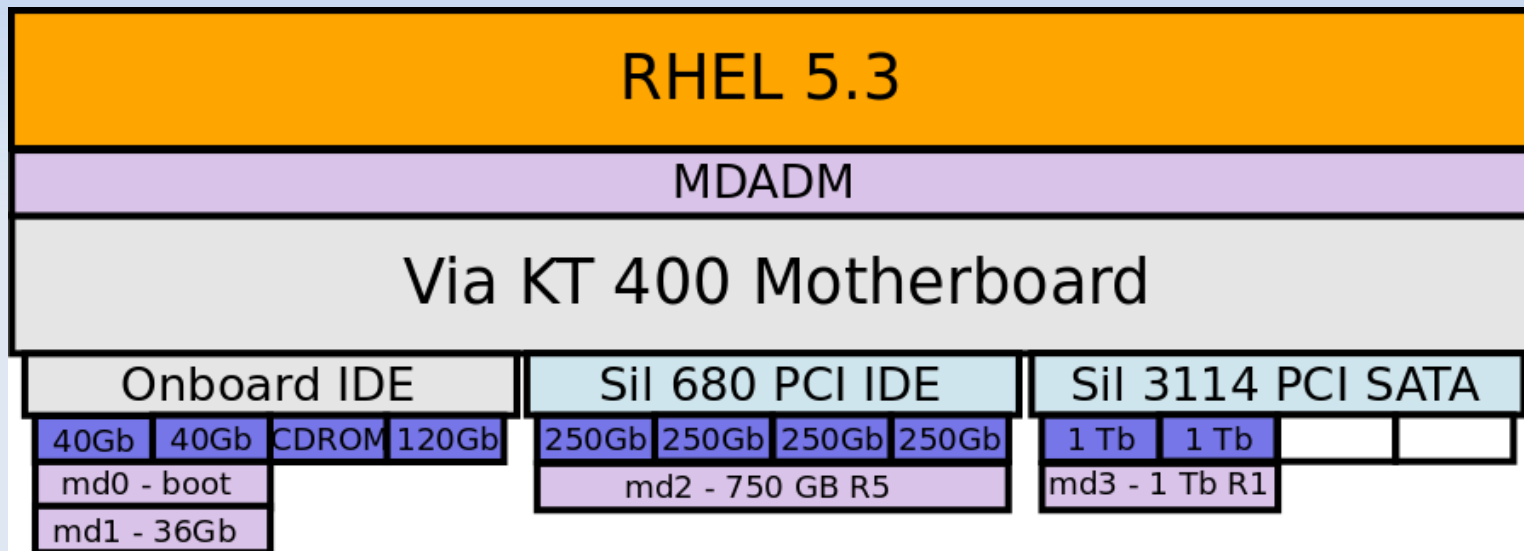 RHEL 5.3
MDADM
Via KT 400 Motherboard
Onboard IDE
Sil 680 PCI IDE
Sil 3114 PCI SATA
40Gb
40Gb
CDROM
120Gb
250Gb
250Gb
250Gb
250Gb
1 Tb
1 Tb
md0 - boot
md2 - 750 GB R5
md3 - 1 Tb R1
md1 - 36Gb